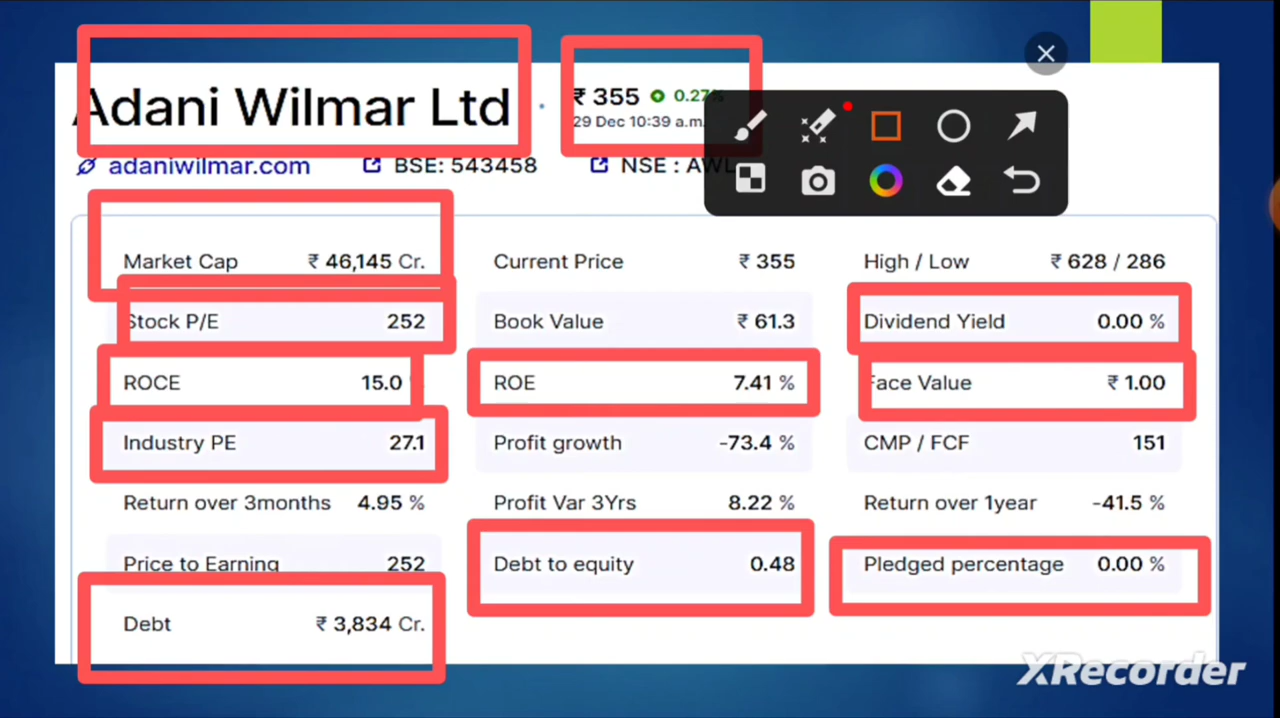 Adani Wilmar Ltd
₹ 355 0.27%
29 Dec 10:39 a.m.
adaniwilmar.com BSE: 543458 NSE : AWL
Market Cap ₹ 46,145 Cr. Current Price ₹ 355 High / Low ₹ 628 / 286
Stock P/E 252 Book Value ₹ 61.3 Dividend Yield 0.00 %
ROCE 15.0 ROE 7.41 % Face Value ₹ 1.00
Industry PE 27.1 Profit growth -73.4 % CMP / FCF 151
Return over 3months 4.95 % Profit Var 3Yrs 8.22 % Return over 1year -41.5 %
Price to Earning 252 Debt to equity 0.48 Pledged percentage 0.00 %
Debt ₹ 3,834 Cr.
XRecorder